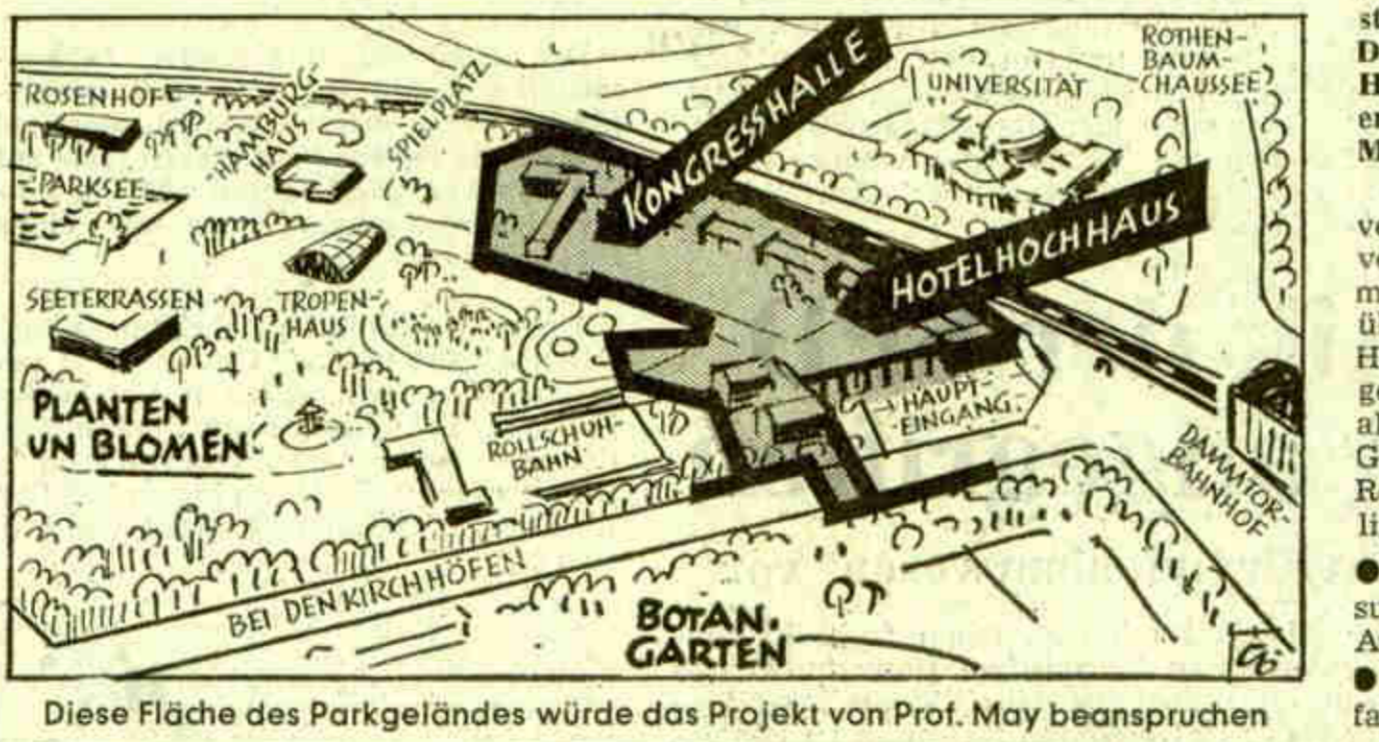 ROSENHOF
"HAMBURG-
HAUS"
SPIELPLATZ
KONGRESSHALLE
UNIVERSITÄT
ROTHEN-
BAUM-
CHAUSSEE
PARKSEE
HOTELHOCHHAUS
SEETERRASSEN
TROPEN-
HAUS
PLANTEN
UN BLOMEN
ROLLSCHUH-
BAHN
HAUPT-
EINGANG
DAMMTOR-
BAHNHOF
BEI DEN KIRCHHÖFEN
BOTAN.
GARTEN
Diese Fläche des Parkgeländes würde das Projekt von Prof. May beanspruchen